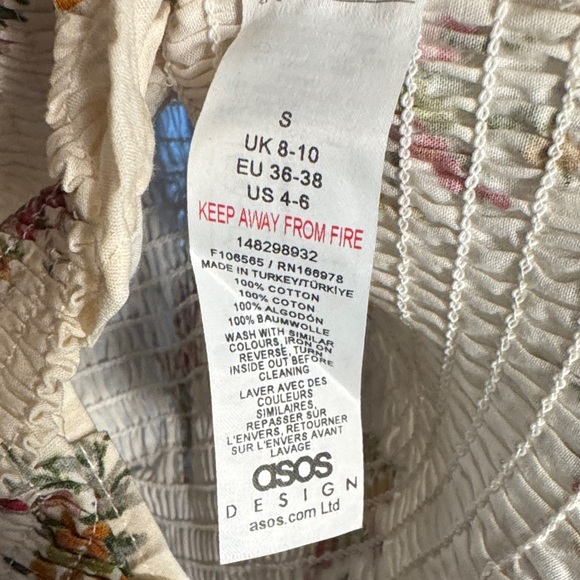 S
UK 8-10
EU 36-38
US 4-6
KEEP AWAY FROM FIRE
148298932
F106565 / RN166978
MADE IN TURKEY/TÜRKİYE
100% COTTON
100% COTON
100% ALGODÓN
100% BAUMWOLLE
WASH WITH SIMILAR
COLOURS, IRON ON
REVERSE, TURN
INSIDE OUT BEFORE
CLEANING
LAVER AVEC DES
COULEURS
SIMILAIRES,
REPASSER SUR
L'ENVERS, RETOURNER
SUR L'ENVERS AVANT
LAVAGE
asos
DESIGN
asos.com Ltd